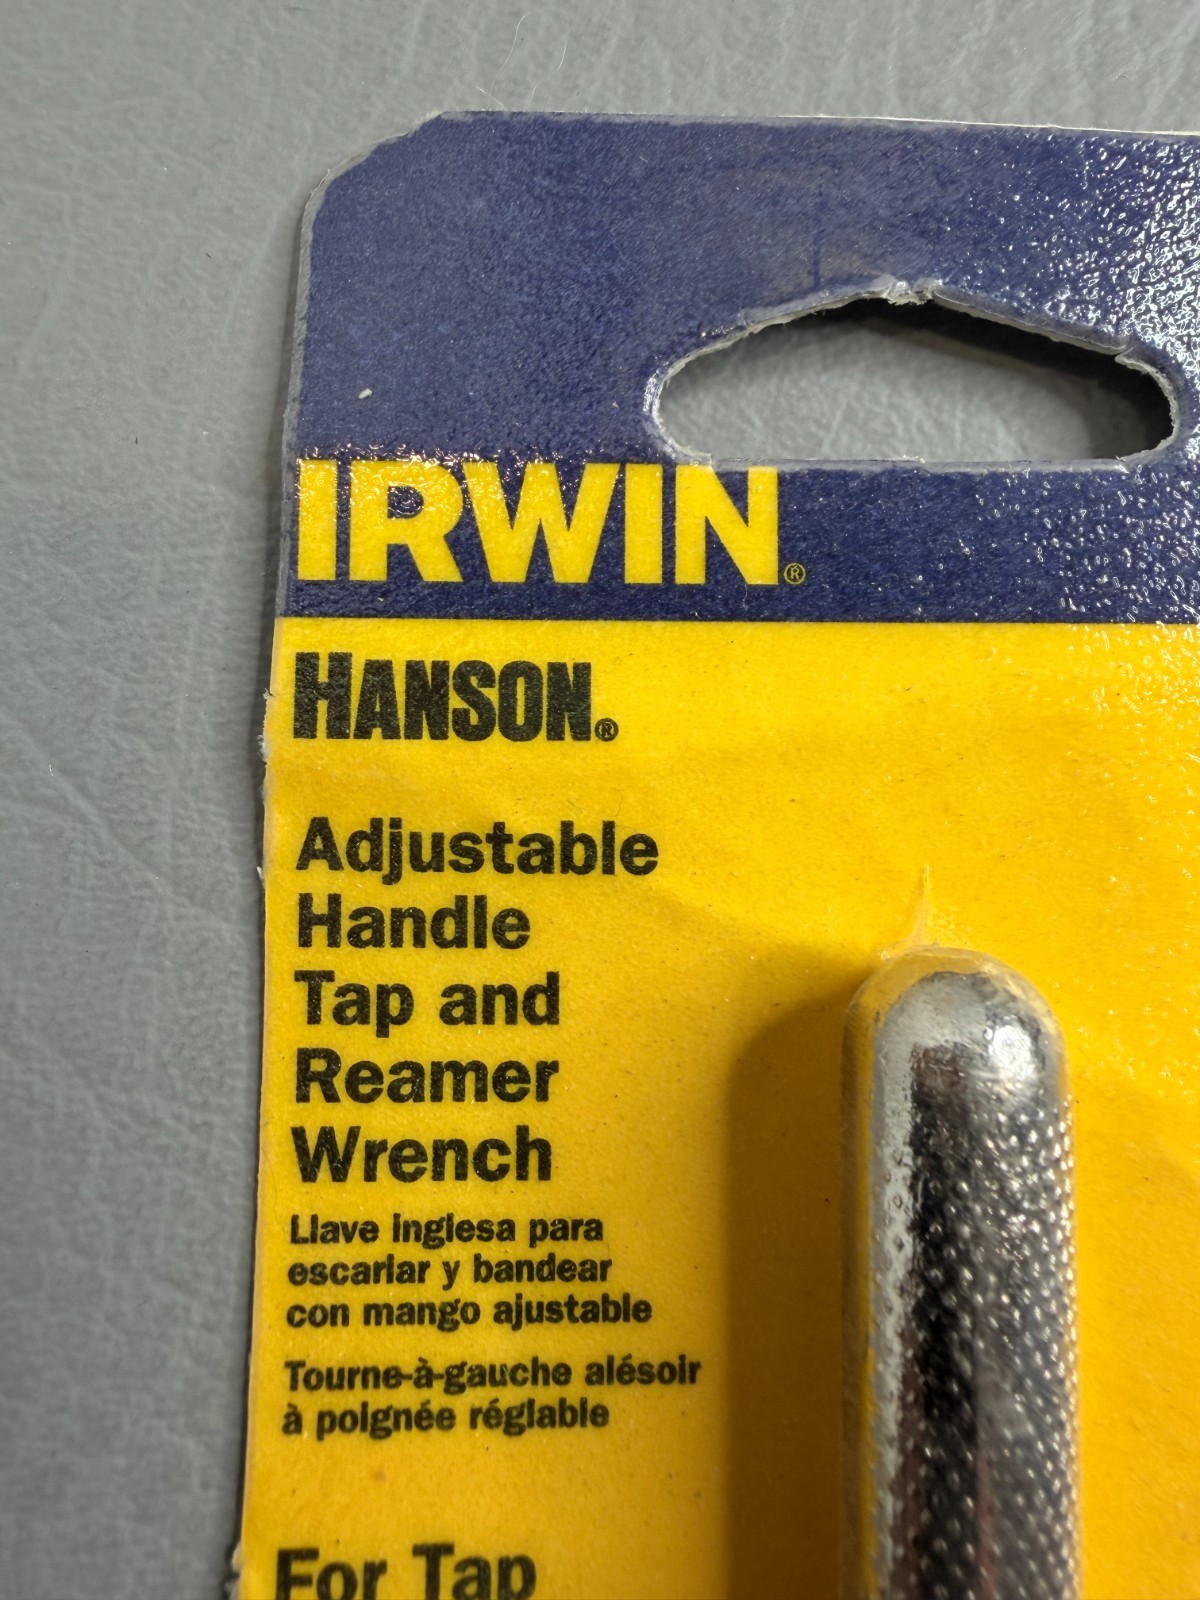 IRWIN®
HANSON®
Adjustable
Handle
Tap and
Reamer
Wrench
Llave inglesa para
escariar y bandear
con mango ajustable
Tourne-à-gauche alésoir
à poignée réglable
For Tap